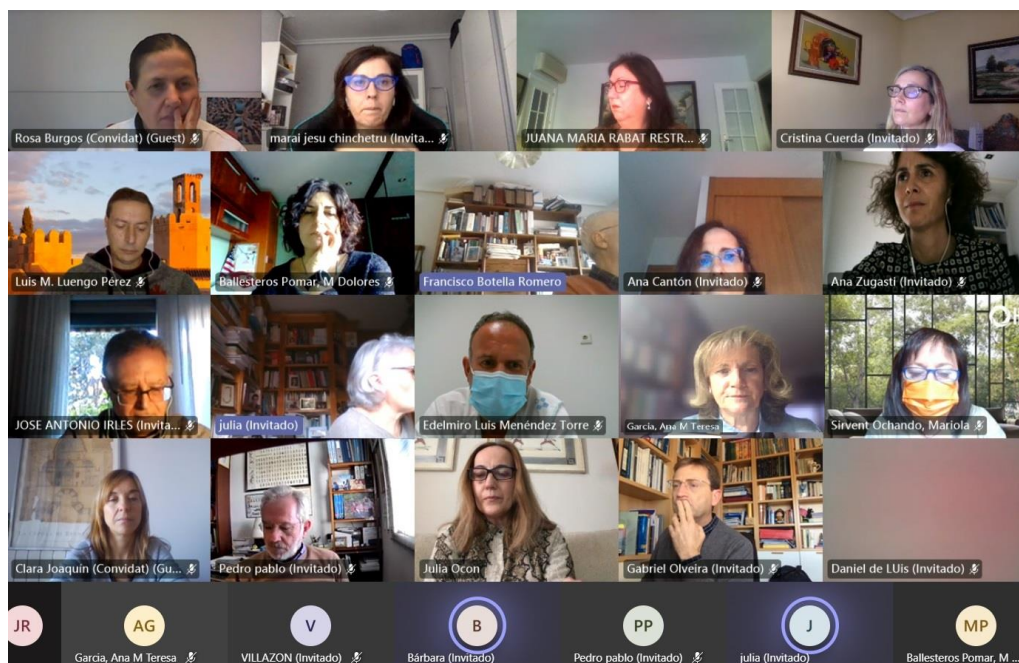 Rosa Burgos (Convidat) (Guest)
marai jesu chinchetru (Invita...
JUANA MARIA RABAT RESTR...
Cristina Cuerda (Invitado)
Luis M. Luengo Pérez
Ballesteros Pomar, M Dolores
Francisco Botella Romero
Ana Cantón (Invitado)
Ana Zugasti (Invitado)
JOSE ANTONIO IRLES (Invita...
julia (Invitado)
Edelmiro Luis Menéndez Torre
Garcia, Ana M Teresa
Sirvent Ochando, Mariola
Clara Joaquín (Convidat) (Gu...
Pedro pablo (Invitado)
Julia Ocon
Gabriel Olveira (Invitado)
Daniel de LUis (Invitado)
JR
AG
V
B
PP
J
MP
Garcia, Ana M Teresa
VILLAZON (Invitado)
Bárbara (Invitado)
Pedro pablo (Invitado)
julia (Invitado)
Ballesteros Pomar, M ...